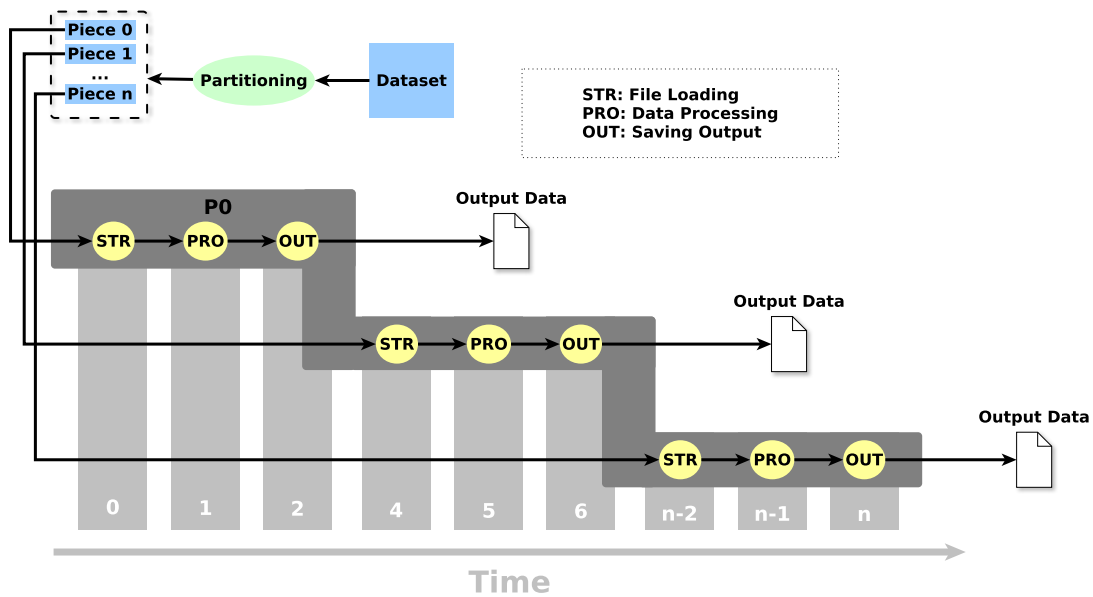 Piece 0
Piece 1
...
Piece n
Partitioning
Dataset
STR: File Loading
PRO: Data Processing
OUT: Saving Output
P0
STR
PRO
OUT
Output Data
STR
PRO
OUT
Output Data
STR
PRO
OUT
Output Data
0
1
2
4
5
6
n-2
n-1
n
Time